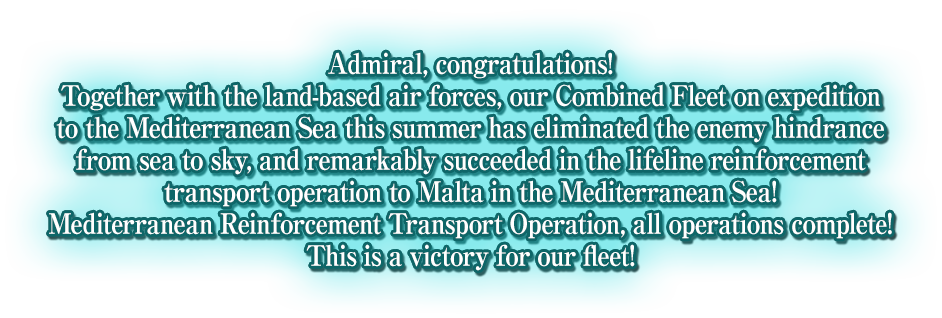 Admiral, congratulations!
Together with the land-based air forces, our Combined Fleet on expedition
to the Mediterranean Sea this summer has eliminated the enemy hindrance
from sea to sky, and remarkably succeeded in the lifeline reinforcement
transport operation to Malta in the Mediterranean Sea!
Mediterranean Reinforcement Transport Operation, all operations complete!
This is a victory for our fleet!